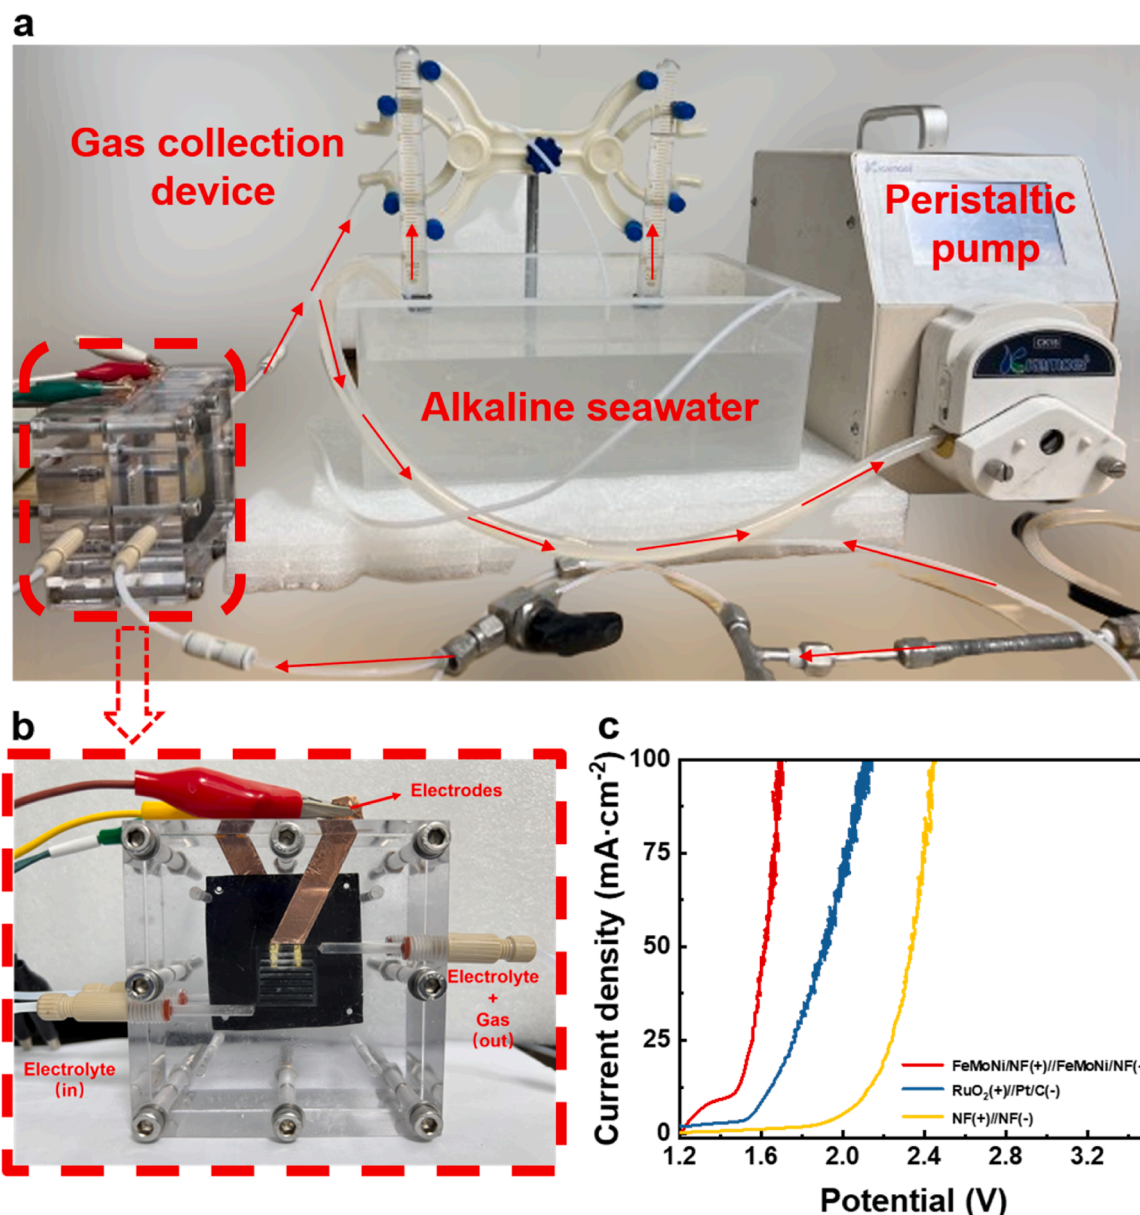 a
Gas collection
device
Peristaltic
pump
CK15
Kamoer
Alkaline seawater
b
Electrodes
Electrolyte
+
Gas
(out)
Electrolyte
(in)
c
Current density (mA·cm⁻²)
100
75
50
25
0
1.2 1.6 2.0 2.4 2.8 3.2
Potential (V)
FeMoNi/NF(+)//FeMoNi/NF(-
RuO₂(+)//Pt/C(-)
NF(+)//NF(-)